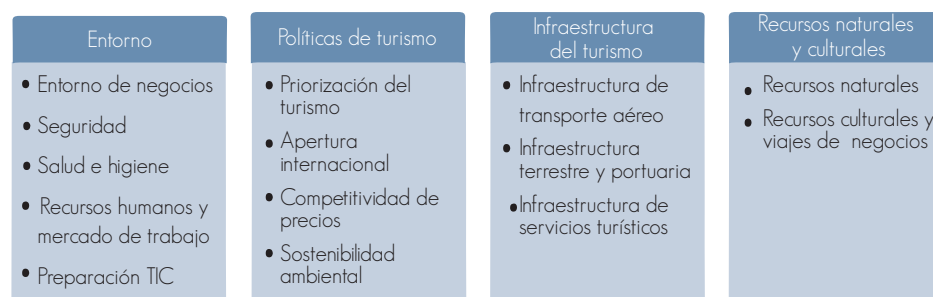 Entorno
• Entorno de negocios
• Seguridad
• Salud e higiene
• Recursos humanos y
mercado de trabajo
• Preparación TIC
Políticas de turismo
• Priorización del
turismo
• Apertura
internacional
• Competitividad de
precios
• Sostenibilidad
ambiental
Infraestructura
del turismo
• Infraestructura de
transporte aéreo
• Infraestructura
terrestre y portuaria
• Infraestructura de
servicios turísticos
Recursos naturales
y culturales
• Recursos naturales
• Recursos culturales y
viajes de negocios